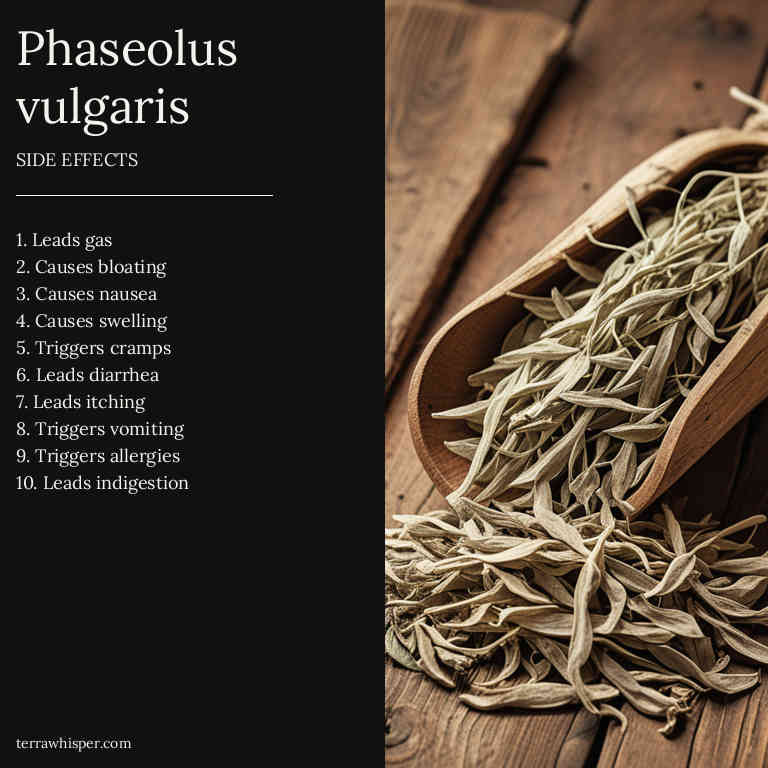 Phaseolus
vulgaris
SIDE EFFECTS
1. Leads gas
2. Causes bloating
3. Causes nausea
4. Causes swelling
5. Triggers cramps
6. Leads diarrhea
7. Leads itching
8. Triggers vomiting
9. Triggers allergies
10. Leads indigestion
terrawhisper.com